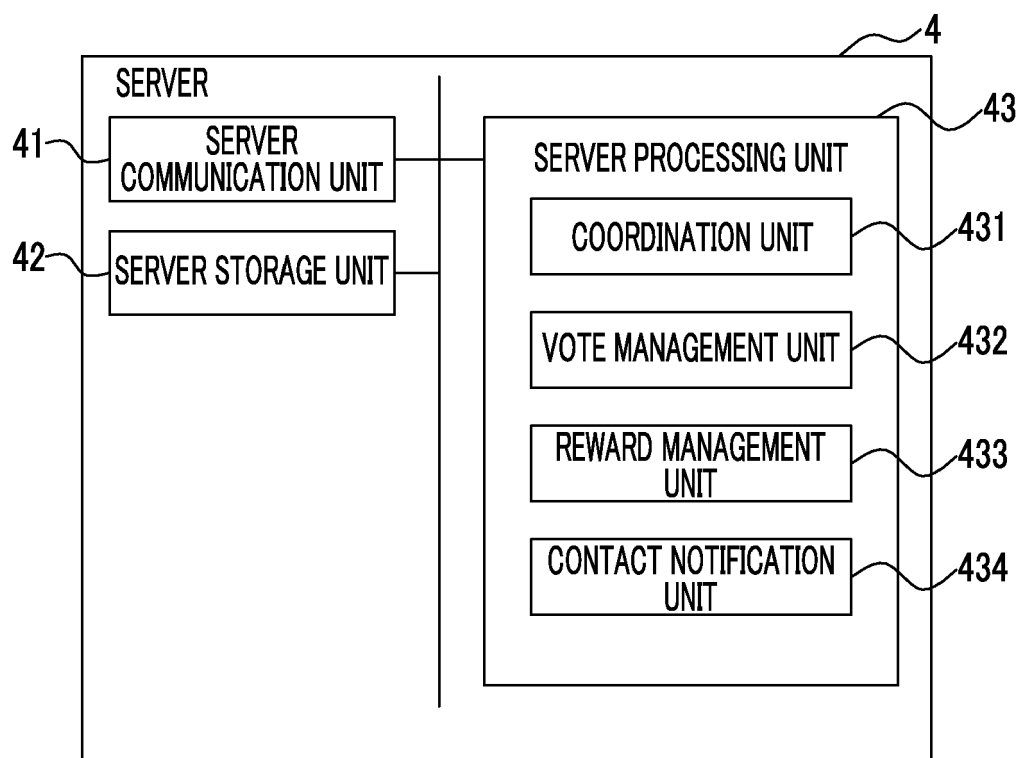 4
SERVER
43
41
SERVER
COMMUNICATION UNIT
SERVER PROCESSING UNIT
COORDINATION UNIT
431
42
SERVER STORAGE UNIT
VOTE MANAGEMENT UNIT
432
REWARD MANAGEMENT
UNIT
433
CONTACT NOTIFICATION
UNIT
434